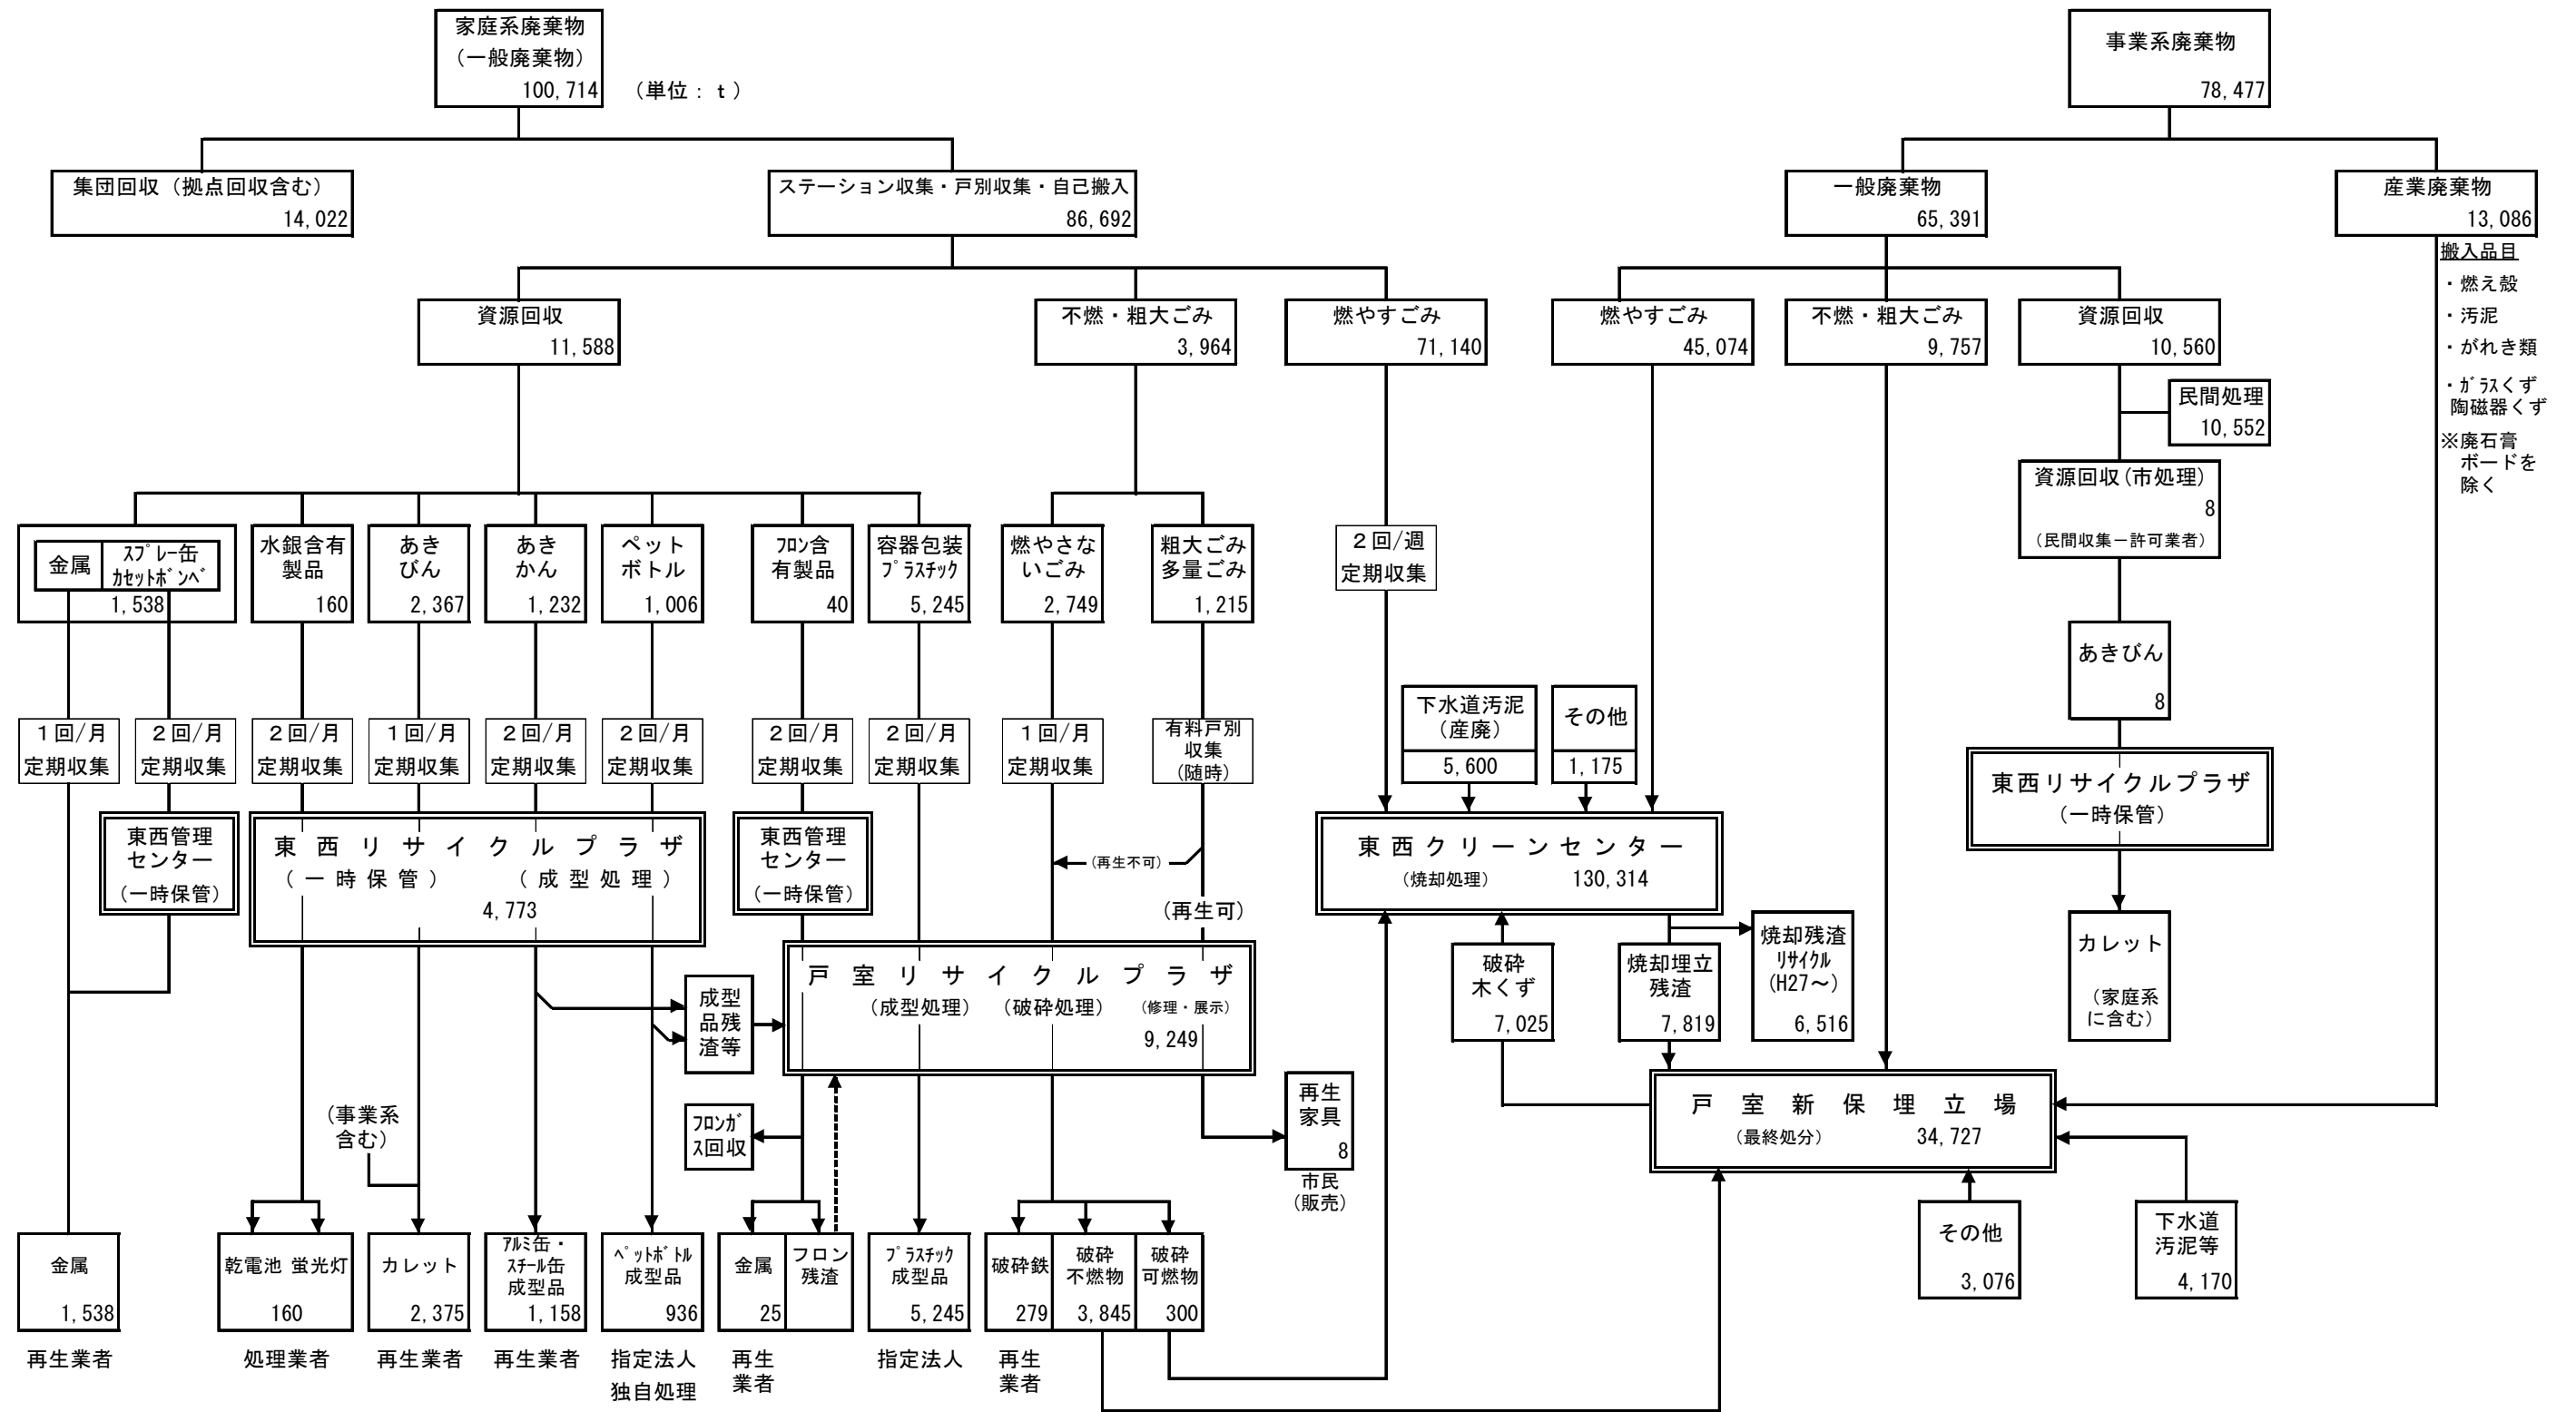 家庭系廃棄物
（一般廃棄物）
100,714
（単位：ｔ）
事業系廃棄物
78,477
集団回収（拠点回収含む）
14,022
ステーション収集・戸別収集・自己搬入
86,692
一般廃棄物
65,391
産業廃棄物
13,086
搬入品目
・燃え殻
・汚泥
・がれき類
・ｶﾞﾗｽくず
陶磁器くず
※廃石膏
ボードを
除く
資源回収
11,588
不燃・粗大ごみ
3,964
燃やすごみ
71,140
燃やすごみ
45,074
不燃・粗大ごみ
9,757
資源回収
10,560
民間処理
10,552
資源回収(市処理)
8
（民間収集－許可業者）
金属
ｽﾌﾟﾚｰ缶
ｶｾｯﾄﾎﾞﾝﾍﾞ
1,538
水銀含有
製品
160
あき
びん
2,367
あき
かん
1,232
ペット
ボトル
1,006
ﾌﾛﾝ含
有製品
40
容器包装
ﾌﾟﾗｽﾁｯｸ
5,245
燃やさな
いごみ
2,749
粗大ごみ
多量ごみ
1,215
２回/週
定期収集
あきびん
8
１回/月
定期収集
２回/月
定期収集
２回/月
定期収集
１回/月
定期収集
２回/月
定期収集
２回/月
定期収集
２回/月
定期収集
２回/月
定期収集
１回/月
定期収集
有料戸別
収集
（随時）
下水道汚泥
（産廃）
5,600
その他
1,175
東西リサイクルプラザ
（一時保管）
東西管理
センター
（一時保管）
東西リサイクルプラザ
（一時保管）
（成型処理）
4,773
東西管理
センター
（一時保管）
（再生不可）
（再生可）
東西クリーンセンター
（焼却処理）
130,314
戸室リサイクルプラザ
（成型処理）
（破砕処理）
（修理・展示）
9,249
成型
品残
渣等
破砕
木くず
7,025
焼却埋立
残渣
7,819
焼却残渣
ﾘｻｲｸﾙ
(H27～)
6,516
カレット
（家庭系
に含む）
（事業系
含む）
ﾌﾛﾝｶﾞ
ｽ回収
再生
家具
8
市民
（販売）
戸室新保埋立場
（最終処分）
34,727
その他
3,076
下水道
汚泥等
4,170
金属
1,538
再生業者
乾電池 蛍光灯
160
処理業者
カレット
2,375
再生業者
ｱﾙﾐ缶・
ｽﾁｰﾙ缶
成型品
1,158
再生業者
ﾍﾟｯﾄﾎﾞﾄﾙ
成型品
936
指定法人
独自処理
金属
25
再生
業者
フロン
残渣
ﾌﾟﾗｽﾁｯｸ
成型品
5,245
指定法人
破砕鉄
279
再生
業者
破砕
不燃物
3,845
破砕
可燃物
300